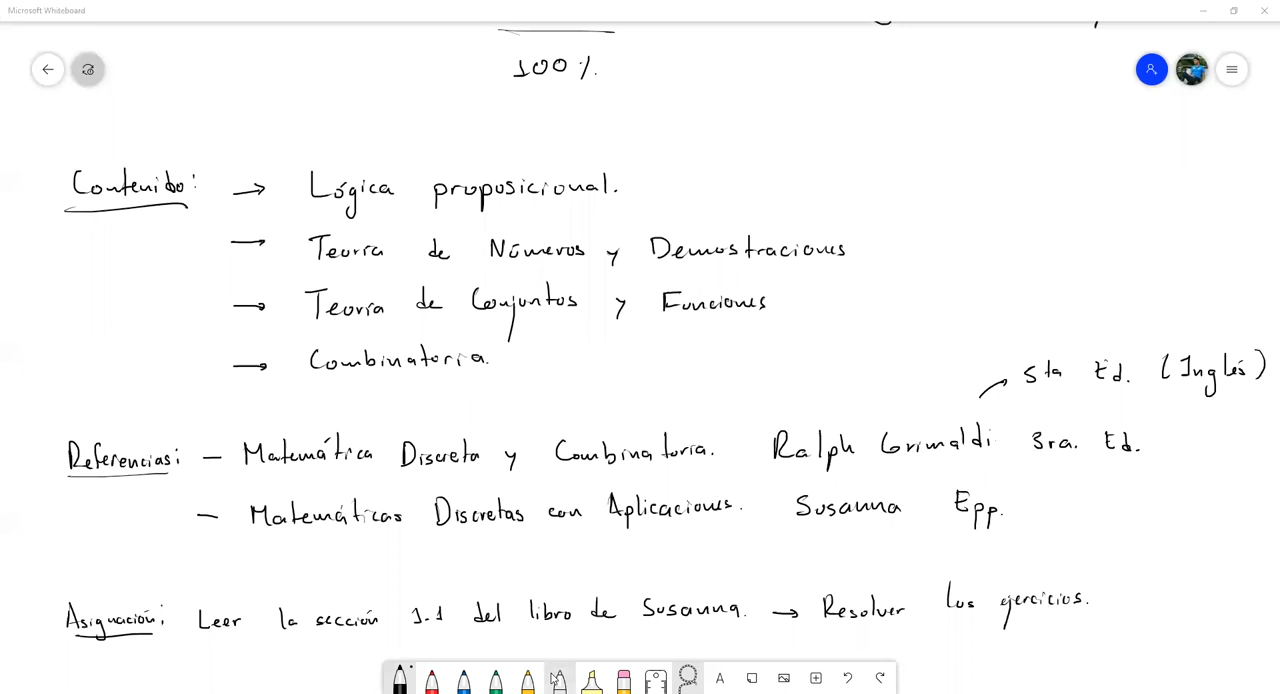 Microsoft Whiteboard
100 %.
Contenido: → Lógica proposicional.
→ Teoría de Números y Demostraciones
→ Teoría de Conjuntos y Funciones
→ Combinatoria.
5ta Ed. (Inglés)
Referencias: - Matemática Discreta y Combinatoria. Ralph Grimaldi 3ra. Ed.
- Matemáticas Discretas con Aplicaciones. Susanna Epp.
Asignación: Leer la sección 1.1 del libro de Susanna. → Resolver los ejercicios.
A